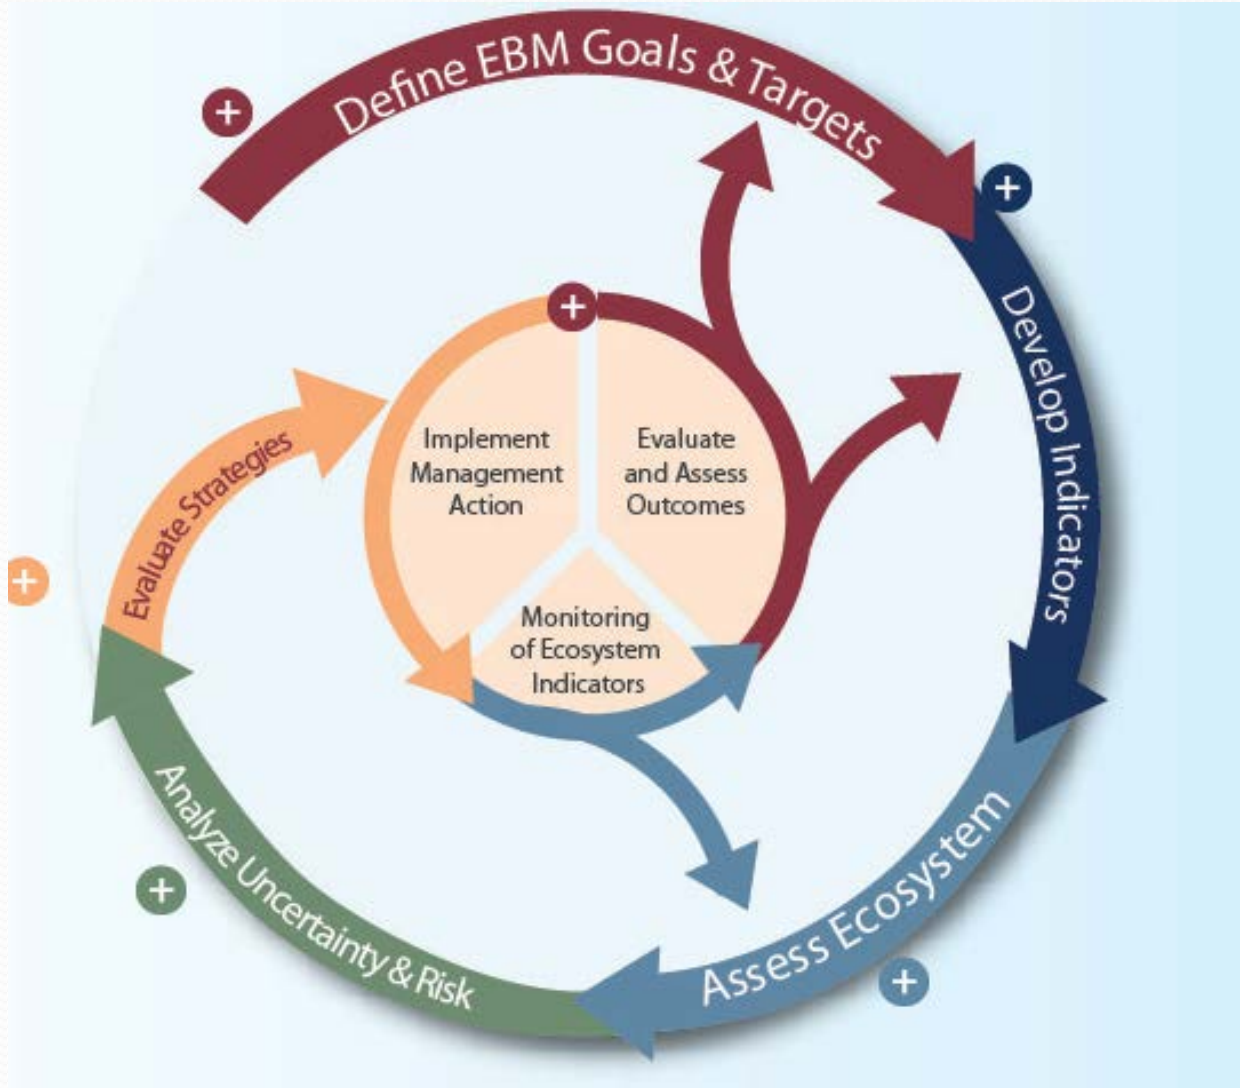 Define EBM Goals & Targets
Develop Indicators
Assess Ecosystem
Analyze Uncertainty & Risk
Evaluate Strategies
Implement
Management
Action
Evaluate
and Assess
Outcomes
Monitoring
of Ecosystem
Indicators